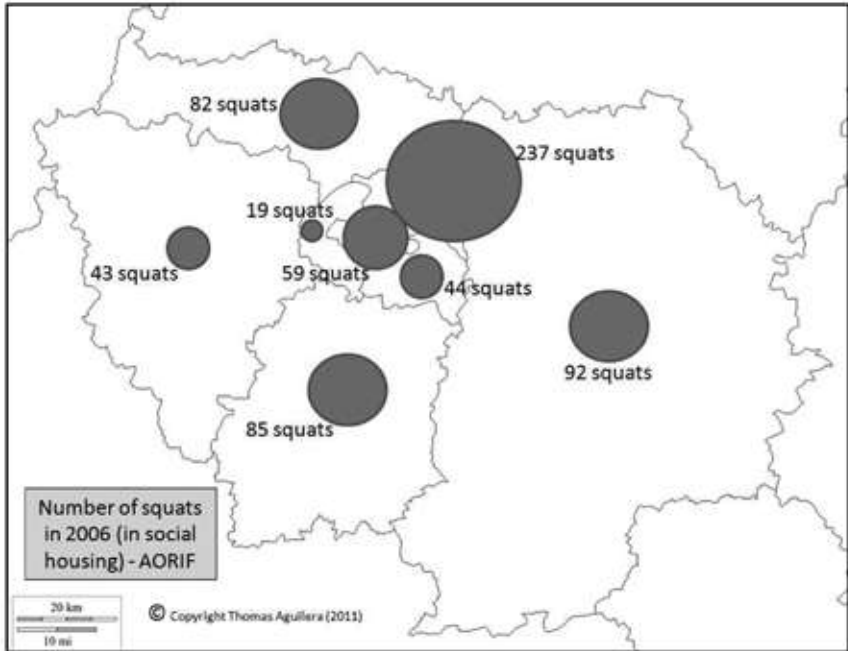 82 squats
237 squats
19 squats
43 squats
59 squats
44 squats
92 squats
85 squats
Number of squats
in 2006 (in social
housing) - AORIF
20 km
10 mi
© Copyright Thomas Aguilera (2011)